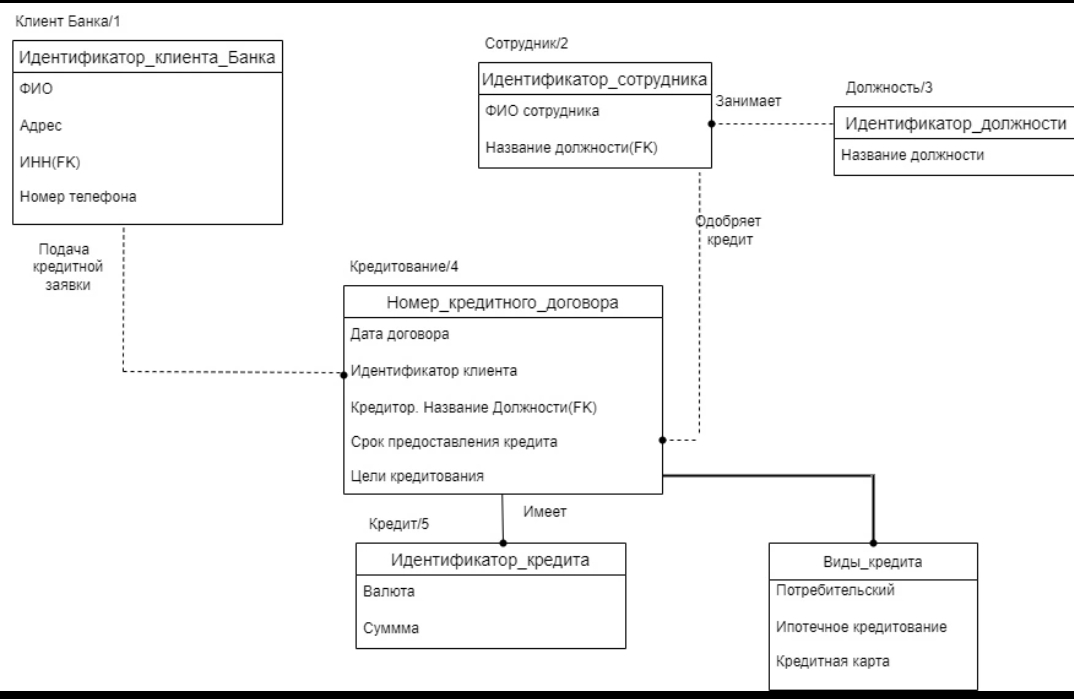 Клиент Банка/1
Идентификатор_клиента_Банка
ФИО
Адрес
ИНН(FK)
Номер телефона
Сотрудник/2
Идентификатор_сотрудника
ФИО сотрудника
Название должности(FK)
Занимает
Должность/3
Идентификатор_должности
Название должности
Подача
кредитной
заявки
Одобряет
кредит
Кредитование/4
Номер_кредитного_договора
Дата договора
Идентификатор клиента
Кредитор. Название Должности(FK)
Срок предоставления кредита
Цели кредитования
Имеет
Кредит/5
Идентификатор_кредита
Валюта
Суммма
Виды_кредита
Потребительский
Ипотечное кредитование
Кредитная карта